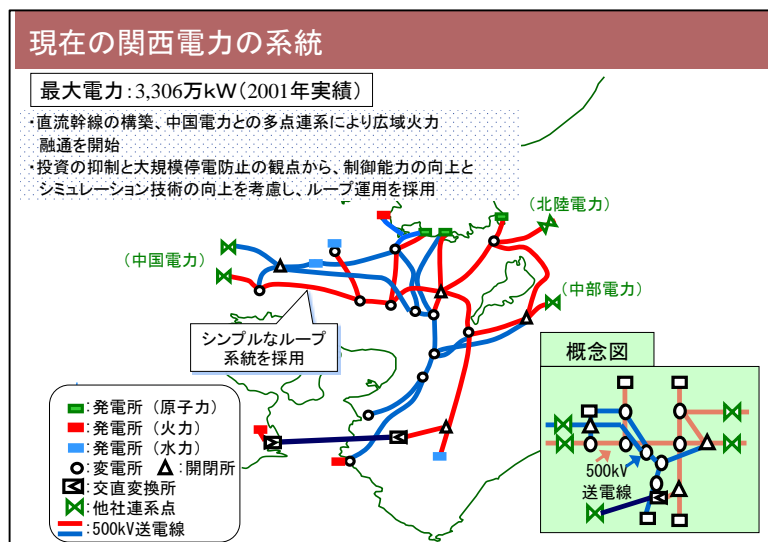 現在の関西電力の系統
最大電力:3,306万kW(2001年実績)
・直流幹線の構築、中国電力との多点連系により広域火力
融通を開始
・投資の抑制と大規模停電防止の観点から、制御能力の向上と
シミュレーション技術の向上を考慮し、ループ運用を採用
(北陸電力)
(中国電力)
(中部電力)
シンプルなループ
系統を採用
概念図
500kV
送電線
:発電所 (原子力)
:発電所 (火力)
:発電所 (水力)
:変電所 :開閉所
:交直変換所
:他社連系点
:500kV送電線